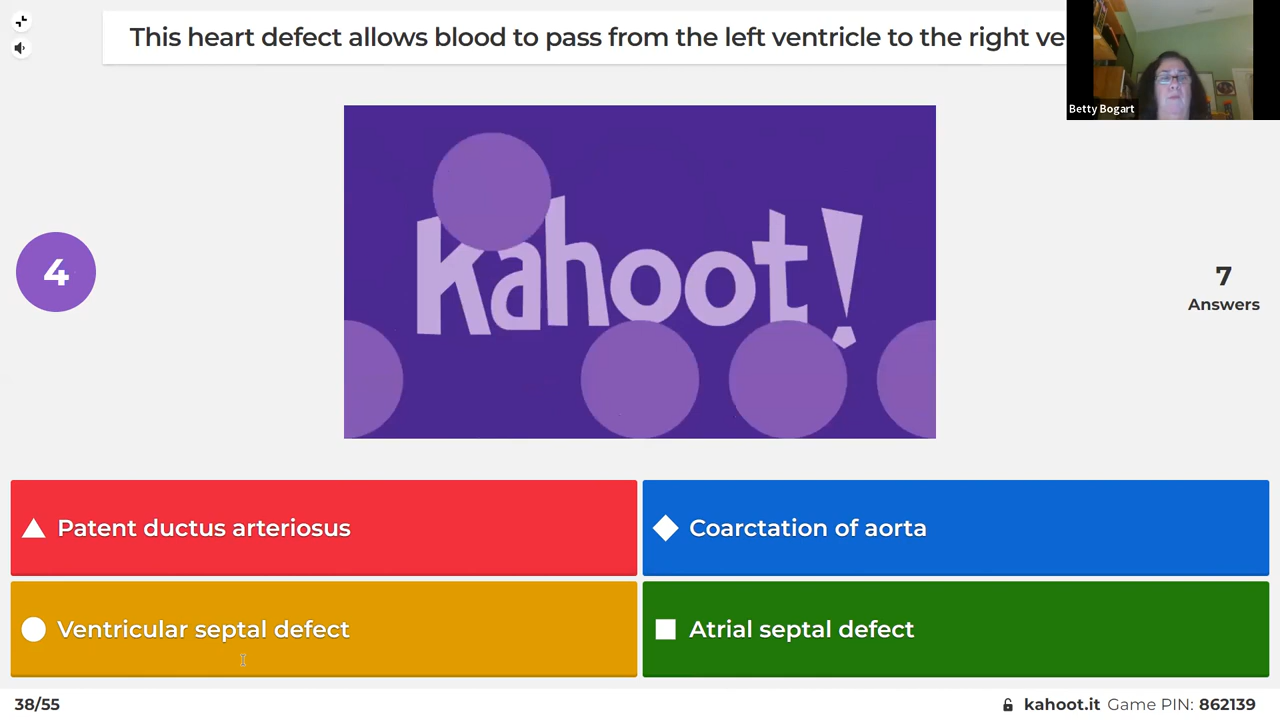 This heart defect allows blood to pass from the left ventricle to the right ve
Betty Bogart
kahoot!
4
7
Answers
Patent ductus arteriosus
Coarctation of aorta
Ventricular septal defect
Atrial septal defect
38/55
kahoot.it Game PIN: 862139